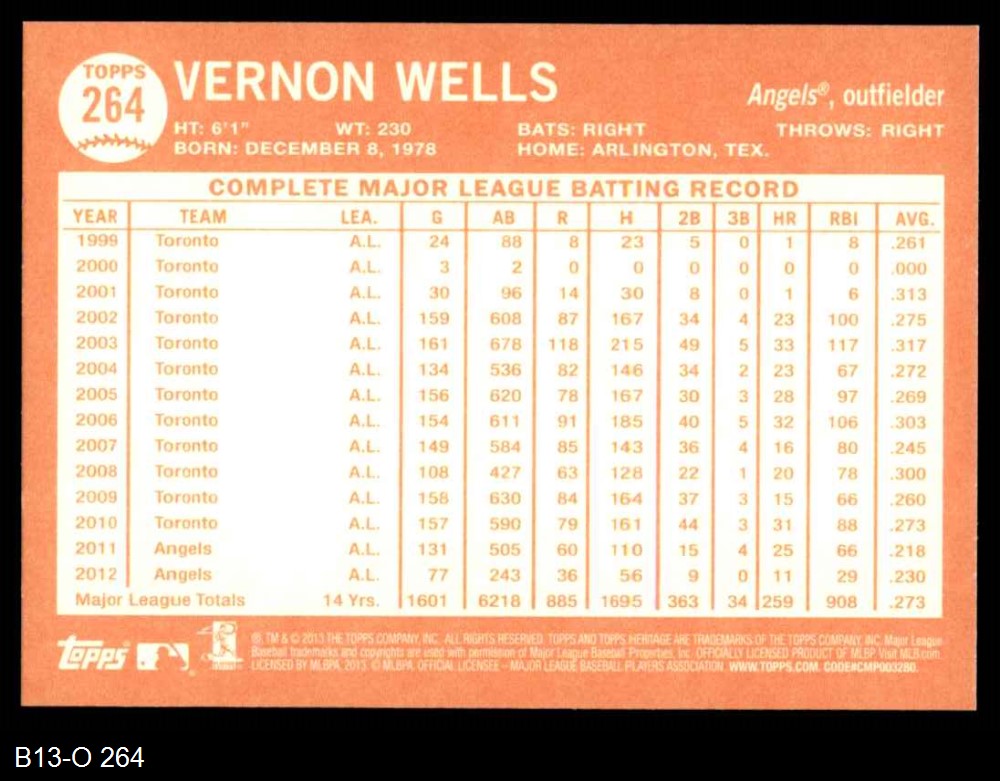 TOPPS
264
VERNON WELLS
Angels®, outfielder
HT: 6'1" WT: 230 BATS: RIGHT THROWS: RIGHT
BORN: DECEMBER 8, 1978 HOME: ARLINGTON, TEX.
COMPLETE MAJOR LEAGUE BATTING RECORD
YEAR TEAM LEA. G AB R H 2B 3B HR RBI AVG.
1999 Toronto A.L. 24 88 8 23 5 0 1 8 .261
2000 Toronto A.L. 3 2 0 0 0 0 0 0 .000
2001 Toronto A.L. 30 96 14 30 8 0 1 6 .313
2002 Toronto A.L. 159 608 87 167 34 4 23 100 .275
2003 Toronto A.L. 161 678 118 215 49 5 33 117 .317
2004 Toronto A.L. 134 536 82 146 34 2 23 67 .272
2005 Toronto A.L. 156 620 78 167 30 3 28 97 .269
2006 Toronto A.L. 154 611 91 185 40 5 32 106 .303
2007 Toronto A.L. 149 584 85 143 36 4 16 80 .245
2008 Toronto A.L. 108 427 63 128 22 1 20 78 .300
2009 Toronto A.L. 158 630 84 164 37 3 15 66 .260
2010 Toronto A.L. 157 590 79 161 44 3 31 88 .273
2011 Angels A.L. 131 505 60 110 15 4 25 66 .218
2012 Angels A.L. 77 243 36 56 9 0 11 29 .230
Major League Totals 14 Yrs. 1601 6218 885 1695 363 34 259 908 .273
topps
®, TM & © 2013 THE TOPPS COMPANY, INC. ALL RIGHTS RESERVED. TOPPS AND TOPPS HERITAGE ARE TRADEMARKS OF THE TOPPS COMPANY, INC. Major League
Baseball trademarks and copyrights are used with permission of Major League Baseball Properties, Inc. OFFICIALLY LICENSED PRODUCT OF MLBP Visit MLB.com
LICENSED BY MLBPA, 2013. © MLBPA. OFFICIAL LICENSEE – MAJOR LEAGUE BASEBALL PLAYERS ASSOCIATION. WWW.TOPPS.COM. CODE#CMP003280.
B13-O 264